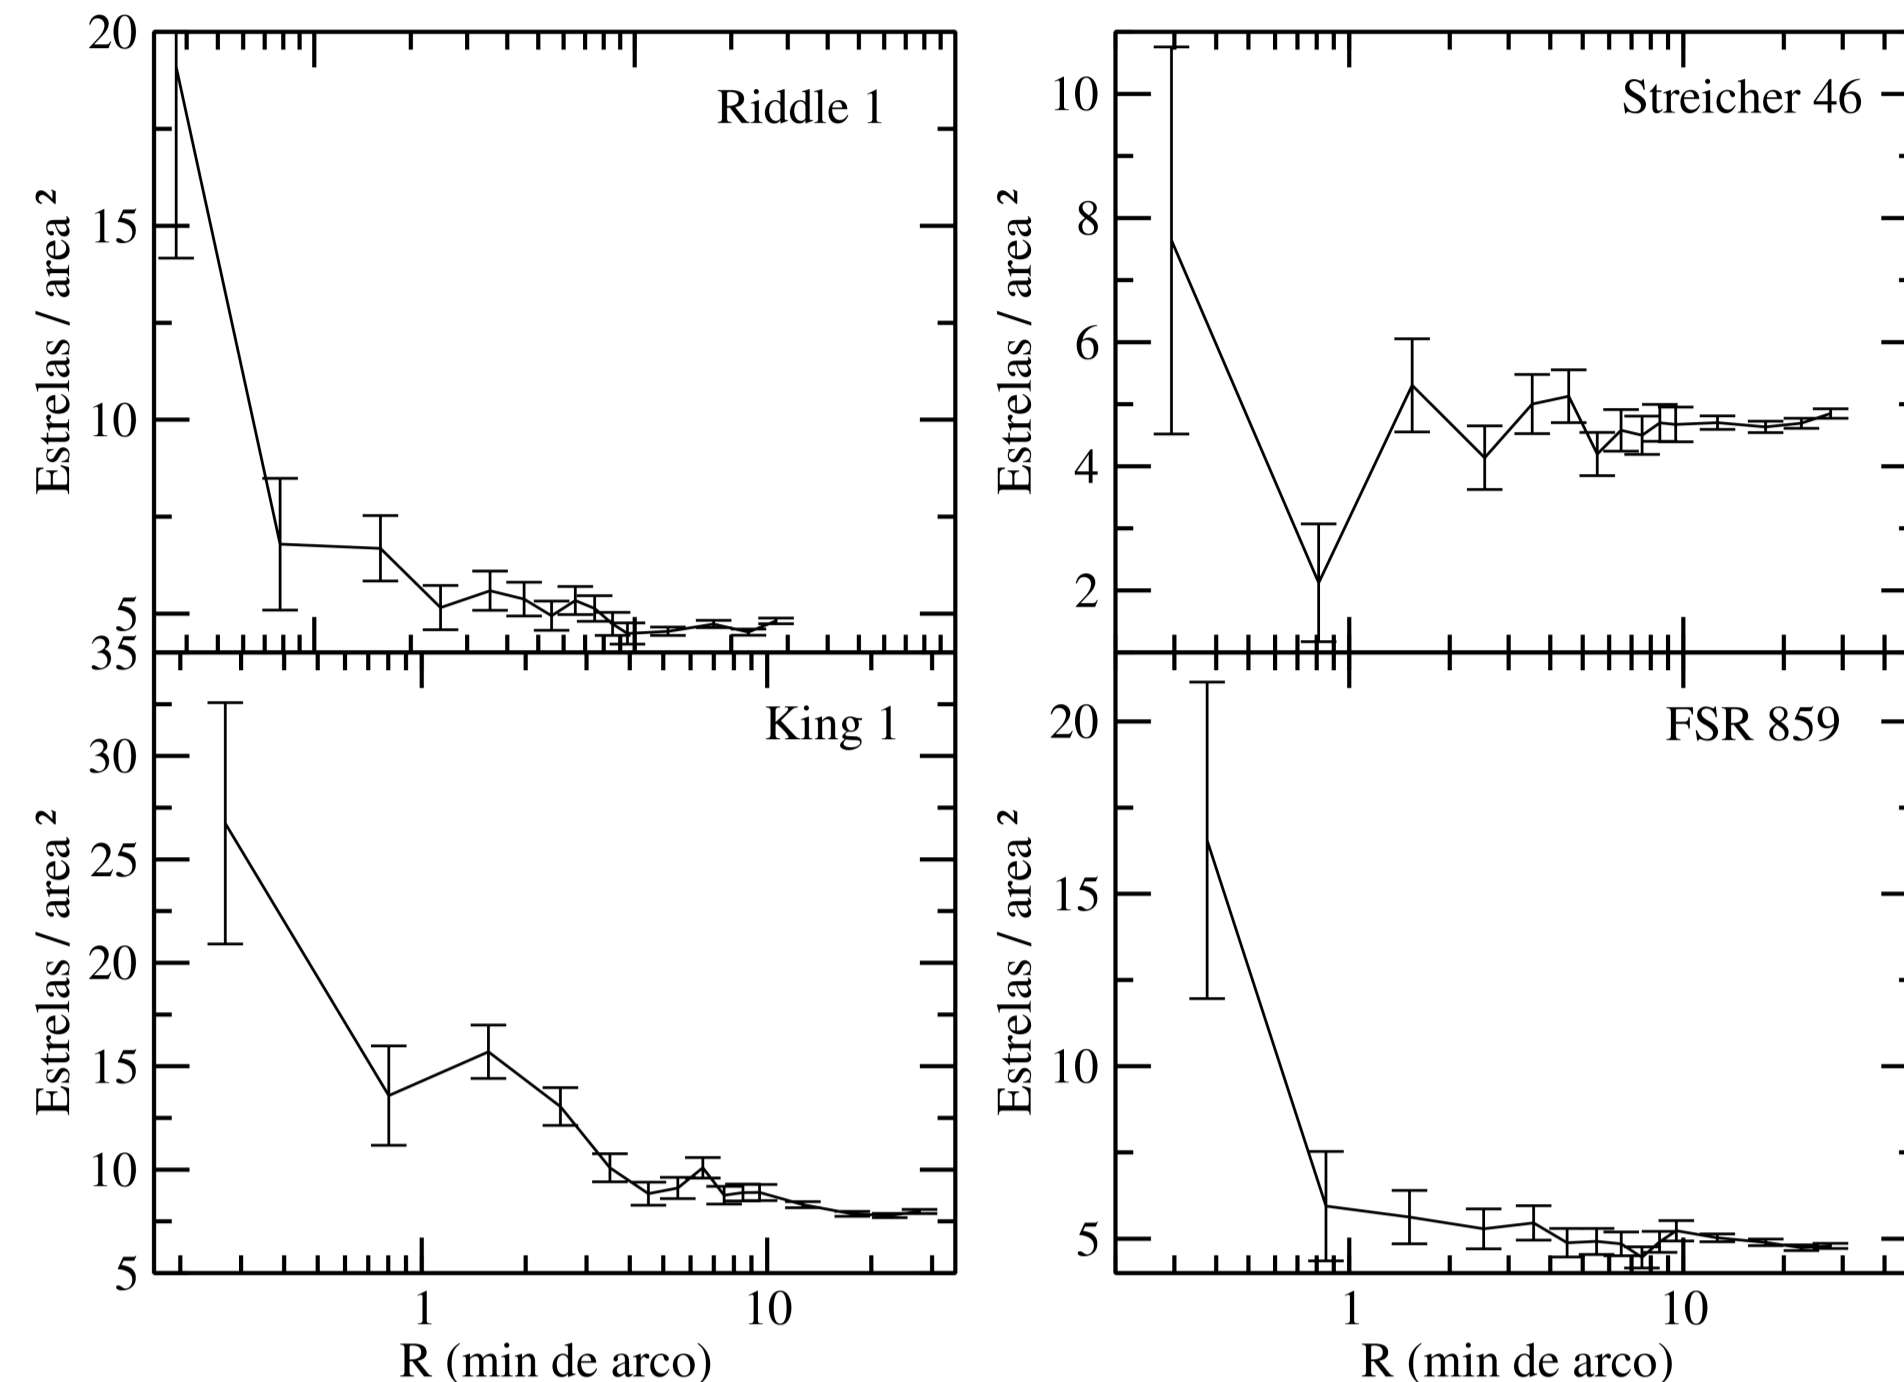 20
15
10
5
Estrelas / area ²
Riddle 1
10
8
6
4
2
Estrelas / area ²
Streicher 46
35
30
25
20
15
10
5
Estrelas / area ²
King 1
1 10
R (min de arco)
20
15
10
5
Estrelas / area ²
FSR 859
1 10
R (min de arco)